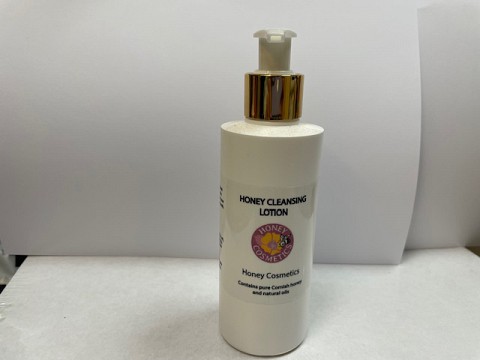 HONEY CLEANSING
LOTION
HONEY
COSMETICS
Honey Cosmetics
Contains pure Cornish honey
and natural oils